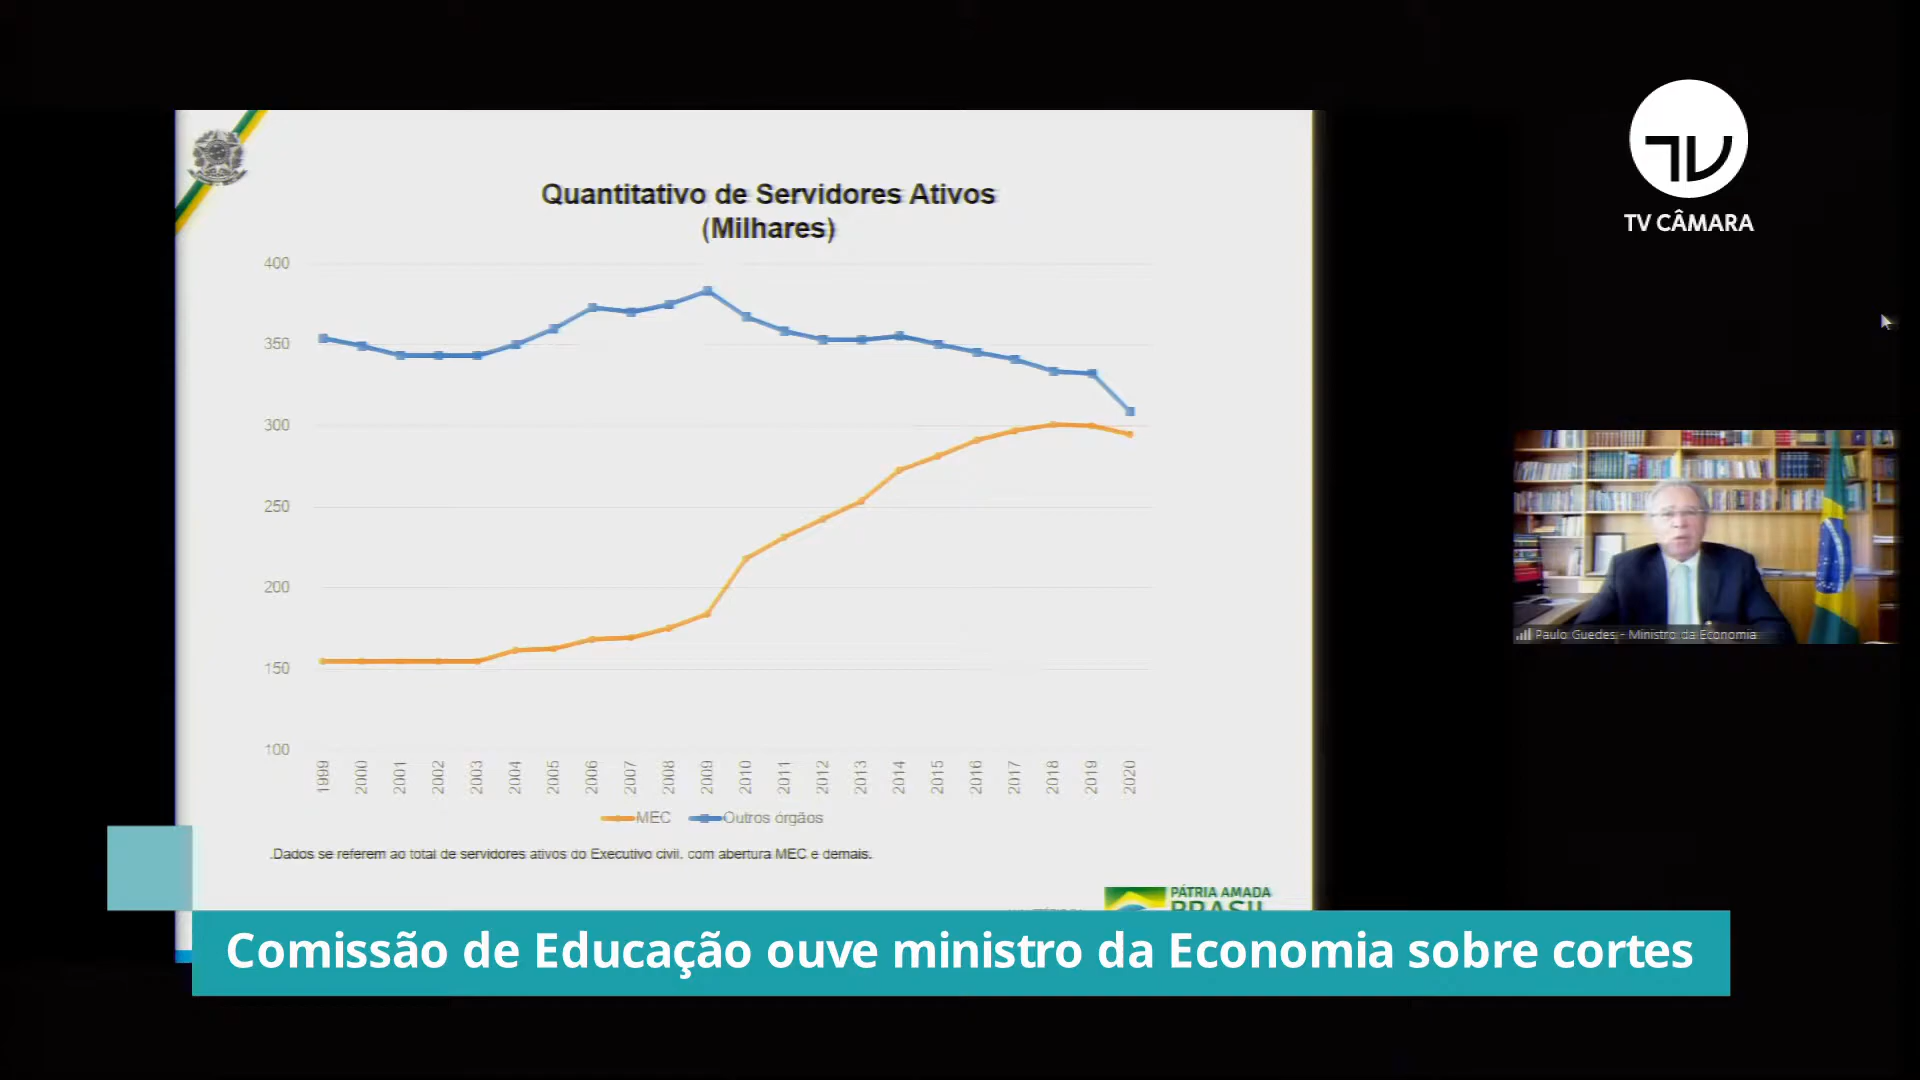 TV CÂMARA
Quantitativo de Servidores Ativos
(Milhares)
400
350
300
250
200
150
100
1999 2000 2001 2002 2003 2004 2005 2006 2007 2008 2009 2010 2011 2012 2013 2014 2015 2016 2017 2018 2019 2020
MEC Outros órgãos
.Dados se referem ao total de servidores ativos do Executivo civil, com abertura MEC e demais.
PÁTRIA AMADA
BRASIL
Paulo Guedes - Ministro da Economia
Comissão de Educação ouve ministro da Economia sobre cortes